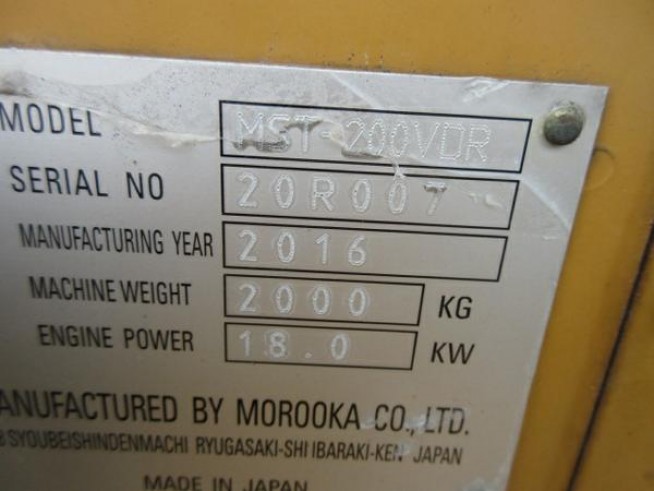 MODEL MST-200VDR
SERIAL NO 20R007
MANUFACTURING YEAR 2016
MACHINE WEIGHT 2000 KG
ENGINE POWER 18.0 KW
ANUFACTURED BY MOROOKA CO., LTD.
8 SYOUBEISHINDENMACHI RYUGASAKI-SHI IBARAKI-KEN JAPAN
MADE IN JAPAN